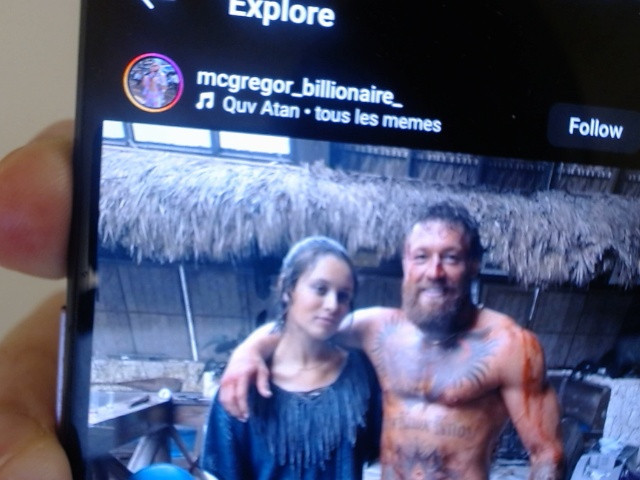 Explore
mcgregor_billionaire_
Quv Atan • tous les memes
Follow